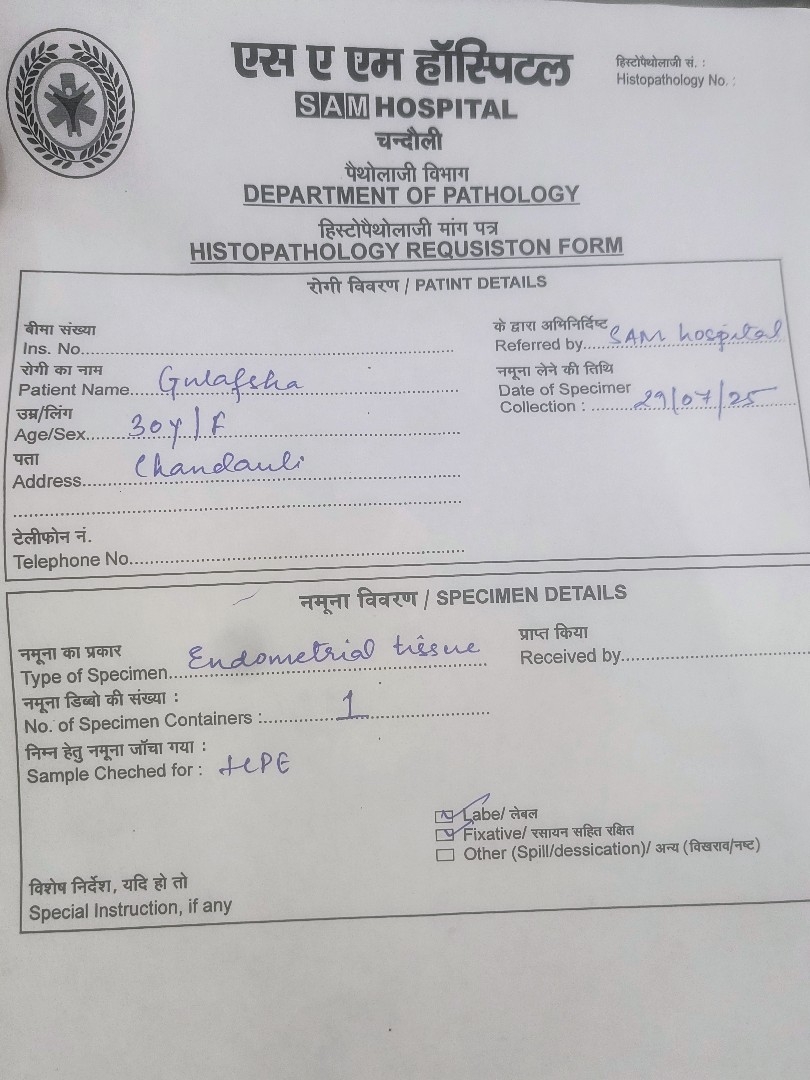 एस ए एम हॉस्पिटल
SAM HOSPITAL
चन्दौली
हिस्टोपैथोलाजी सं. :
Histopathology No. :
पैथोलाजी विभाग
DEPARTMENT OF PATHOLOGY
हिस्टोपैथोलाजी मांग पत्र
HISTOPATHOLOGY REQUSISTON FORM
रोगी विवरण / PATINT DETAILS
बीमा संख्या
Ins. No.
रोगी का नाम
Patient Name Gulafsha
उम्र/लिंग
Age/Sex 30y/F
पता
Address Chandauli
टेलीफोन नं.
Telephone No.
के द्वारा अभिनिर्दिष्ट
Referred by SAM hospital
नमूना लेने की तिथि
Date of Specimen
Collection : 29/07/25
नमूना विवरण / SPECIMEN DETAILS
नमूना का प्रकार
Type of Specimen Endometrial tissue
प्राप्त किया
Received by
नमूना डिब्बो की संख्या :
No. of Specimen Containers : 1
निम्न हेतु नमूना जाँचा गया :
Sample Cheched for : HPE
Labe/ लेबल
Fixative/ रसायन सहित रक्षित
Other (Spill/dessication)/ अन्य (विखराव/नष्ट)
विशेष निर्देश, यदि हो तो
Special Instruction, if any